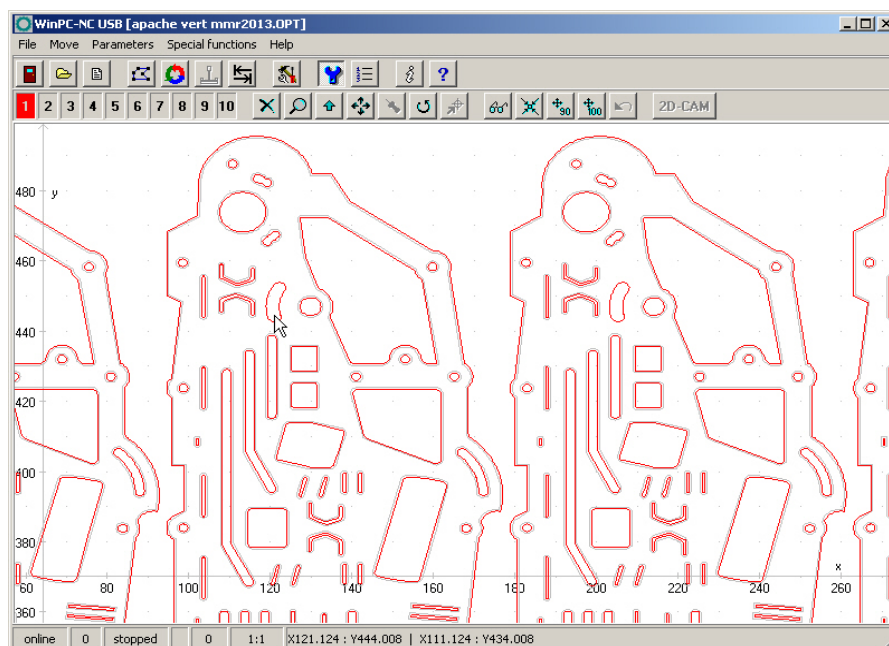 WinPC-NC USB [apache vert mmr2013.OPT]
File Move Parameters Special functions Help
1 2 3 4 5 6 7 8 9 10 90 100 2D-CAM
480 y
460
440
420
400
380
x
60 80 100 120 140 160 180 200 220 240 260
360
online 0 stopped 0 1:1 X121.124 : Y444.008 | X111.124 : Y434.008